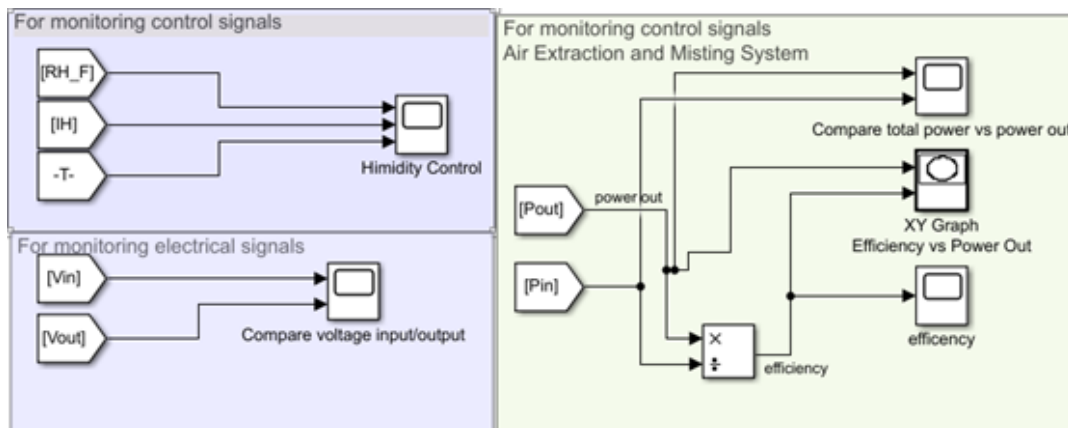 For monitoring control signals
[RH_F]
[IH]
-T-
Himidity Control
For monitoring electrical signals
[Vin]
[Vout]
Compare voltage input/output
For monitoring control signals
Air Extraction and Misting System
Compare total power vs power out
power out
[Pout]
XY Graph
Efficiency vs Power Out
[Pin]
×
÷
efficiency
efficency